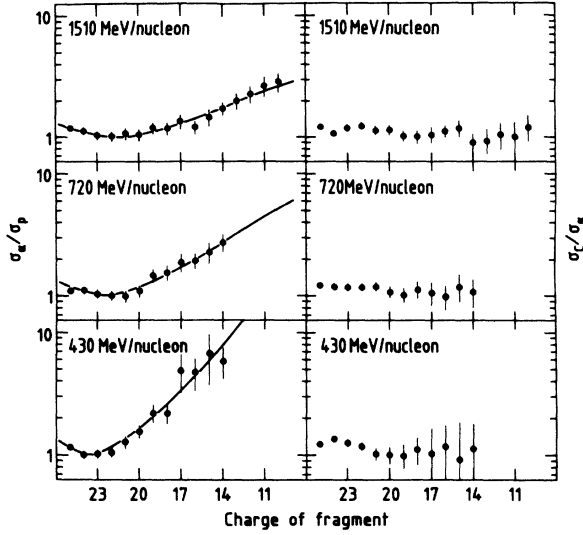 10
1510 MeV/nucleon
1510 MeV/nucleon
1
10
720 MeV/nucleon
720MeV/nucleon
σα/σp
σC/σα
1
10
430 MeV/nucleon
430 MeV/nucleon
1
23 20 17 14 11 23 20 17 14 11
Charge of fragment